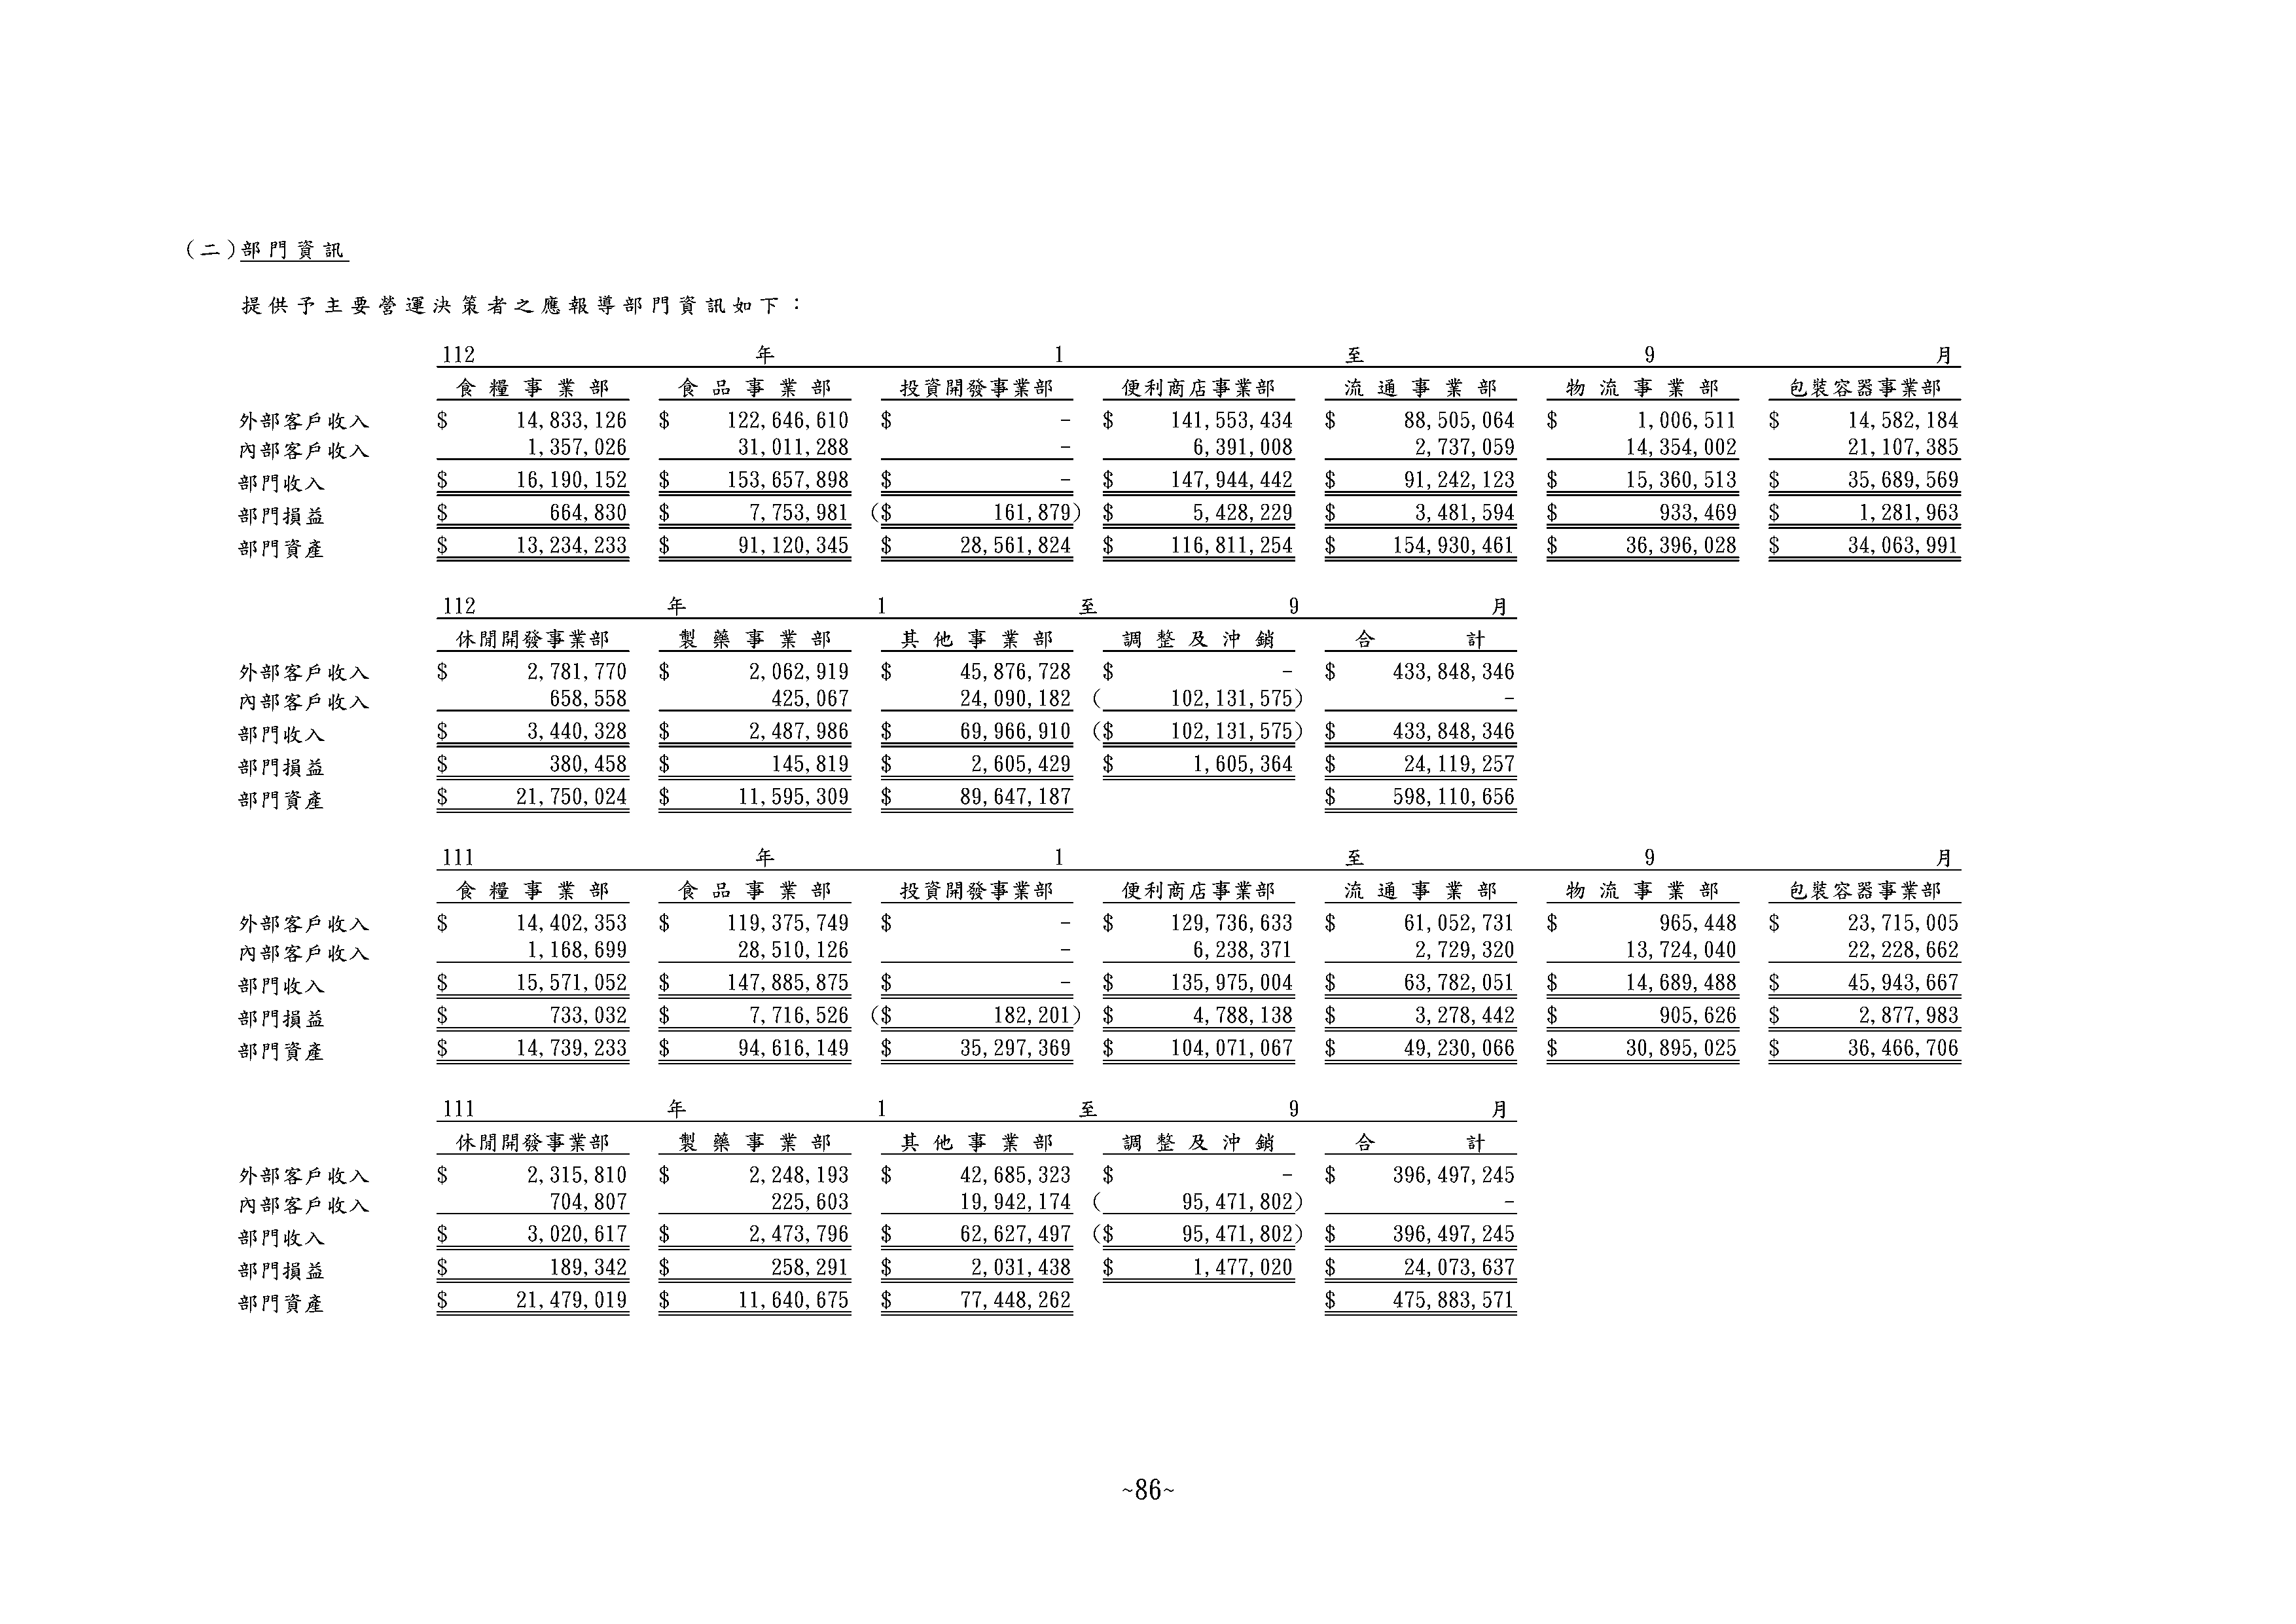 (二)部門資訊
提供予主要營運決策者之應報導部門資訊如下：
112 年 1 至 9 月
食糧事業部 食品事業部 投資開發事業部 便利商店事業部 流通事業部 物流事業部 包裝容器事業部
外部客戶收入 $ 14,833,126 $ 122,646,610 $ - $ 141,553,434 $ 88,505,064 $ 1,006,511 $ 14,582,184
內部客戶收入 1,357,026 31,011,288 - 6,391,008 2,737,059 14,354,002 21,107,385
部門收入 $ 16,190,152 $ 153,657,898 $ - $ 147,944,442 $ 91,242,123 $ 15,360,513 $ 35,689,569
部門損益 $ 664,830 $ 7,753,981 ($ 161,879) $ 5,428,229 $ 3,481,594 $ 933,469 $ 1,281,963
部門資產 $ 13,234,233 $ 91,120,345 $ 28,561,824 $ 116,811,254 $ 154,930,461 $ 36,396,028 $ 34,063,991
112 年 1 至 9 月
休閒開發事業部 製藥事業部 其他事業部 調整及沖銷 合計
外部客戶收入 $ 2,781,770 $ 2,062,919 $ 45,876,728 $ - $ 433,848,346
內部客戶收入 658,558 425,067 24,090,182 ( 102,131,575) -
部門收入 $ 3,440,328 $ 2,487,986 $ 69,966,910 ($ 102,131,575) $ 433,848,346
部門損益 $ 380,458 $ 145,819 $ 2,605,429 $ 1,605,364 $ 24,119,257
部門資產 $ 21,750,024 $ 11,595,309 $ 89,647,187 $ 598,110,656
111 年 1 至 9 月
食糧事業部 食品事業部 投資開發事業部 便利商店事業部 流通事業部 物流事業部 包裝容器事業部
外部客戶收入 $ 14,402,353 $ 119,375,749 $ - $ 129,736,633 $ 61,052,731 $ 965,448 $ 23,715,005
內部客戶收入 1,168,699 28,510,126 - 6,238,371 2,729,320 13,724,040 22,228,662
部門收入 $ 15,571,052 $ 147,885,875 $ - $ 135,975,004 $ 63,782,051 $ 14,689,488 $ 45,943,667
部門損益 $ 733,032 $ 7,716,526 ($ 182,201) $ 4,788,138 $ 3,278,442 $ 905,626 $ 2,877,983
部門資產 $ 14,739,233 $ 94,616,149 $ 35,297,369 $ 104,071,067 $ 49,230,066 $ 30,895,025 $ 36,466,706
111 年 1 至 9 月
休閒開發事業部 製藥事業部 其他事業部 調整及沖銷 合計
外部客戶收入 $ 2,315,810 $ 2,248,193 $ 42,685,323 $ - $ 396,497,245
內部客戶收入 704,807 225,603 19,942,174 ( 95,471,802) -
部門收入 $ 3,020,617 $ 2,473,796 $ 62,627,497 ($ 95,471,802) $ 396,497,245
部門損益 $ 189,342 $ 258,291 $ 2,031,438 $ 1,477,020 $ 24,073,637
部門資產 $ 21,479,019 $ 11,640,675 $ 77,448,262 $ 475,883,571
~86~